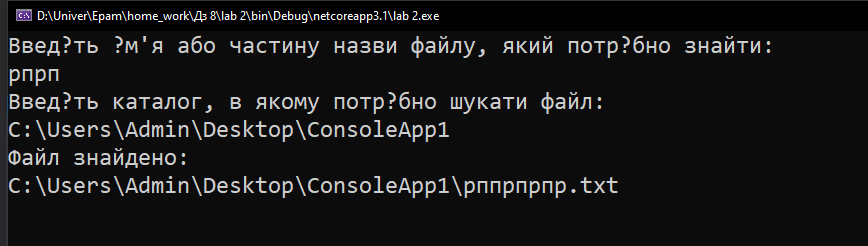 D:\Univer\Epam\home_work\Дз 8\lab 2\bin\Debug\netcoreapp3.1\lab 2.exe
Введ?ть ?м'я або частину назви файлу, який потр?бно знайти:
рпрп
Введ?ть каталог, в якому потр?бно шукати файл:
C:\Users\Admin\Desktop\ConsoleApp1
Файл знайдено:
C:\Users\Admin\Desktop\ConsoleApp1\рппрпрпр.txt